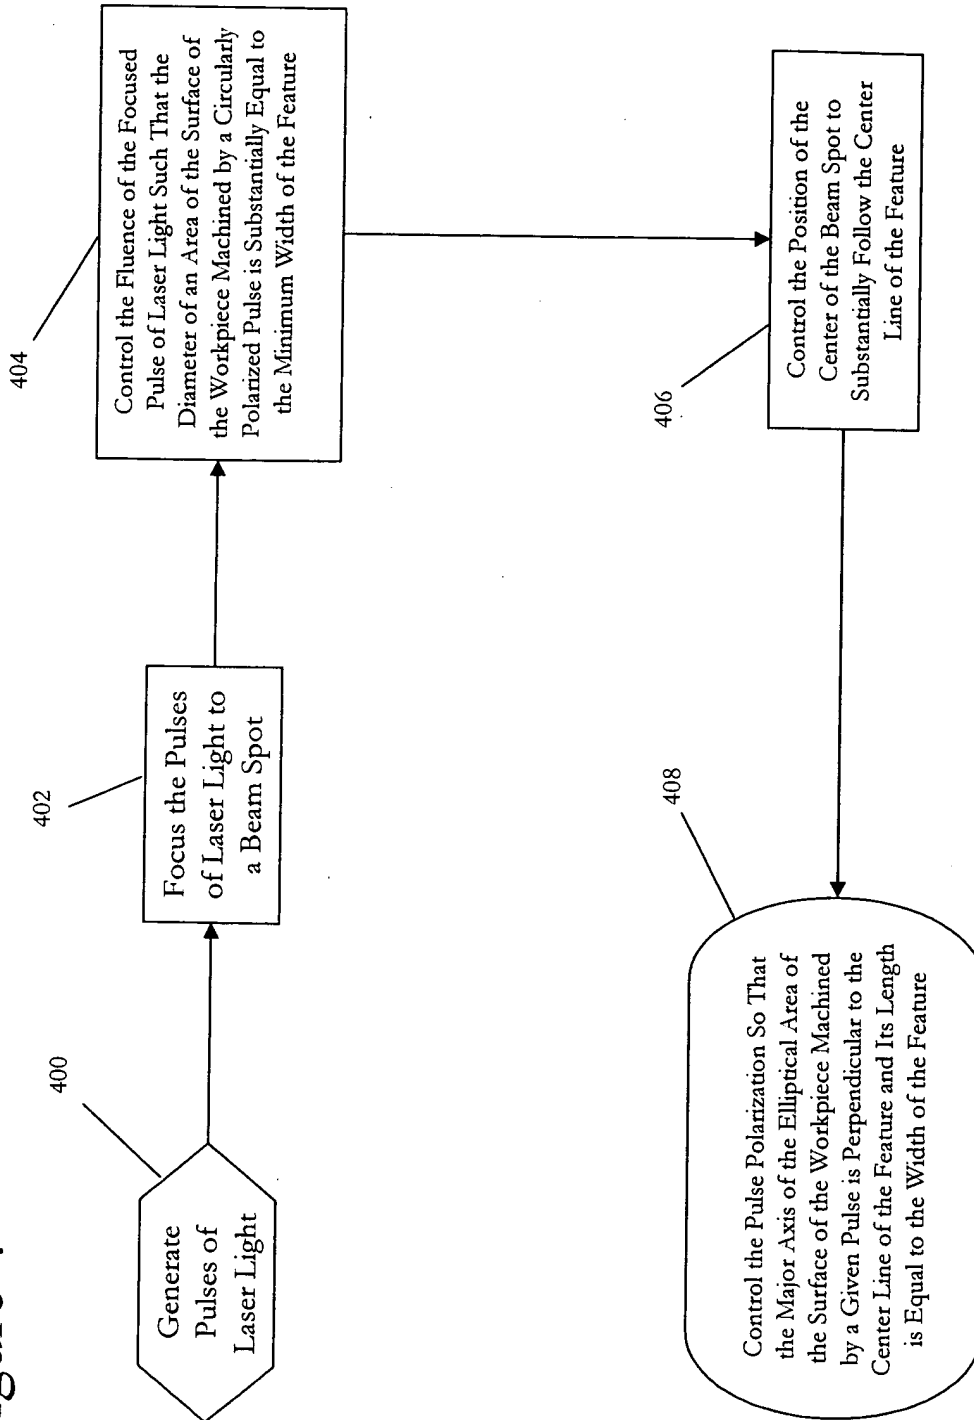 400
Generate
Pulses of
Laser Light
402
Focus the Pulses
of Laser Light to
a Beam Spot
404
Control the Fluence of the Focused
Pulse of Laser Light Such That the
Diameter of an Area of the Surface of
the Workpiece Machined by a Circularly
Polarized Pulse is Substantially Equal to
the Minimum Width of the Feature
406
Control the Position of the
Center of the Beam Spot to
Substantially Follow the Center
Line of the Feature
408
Control the Pulse Polarization So That
the Major Axis of the Elliptical Area of
the Surface of the Workpiece Machined
by a Given Pulse is Perpendicular to the
Center Line of the Feature and Its Length
is Equal to the Width of the Feature